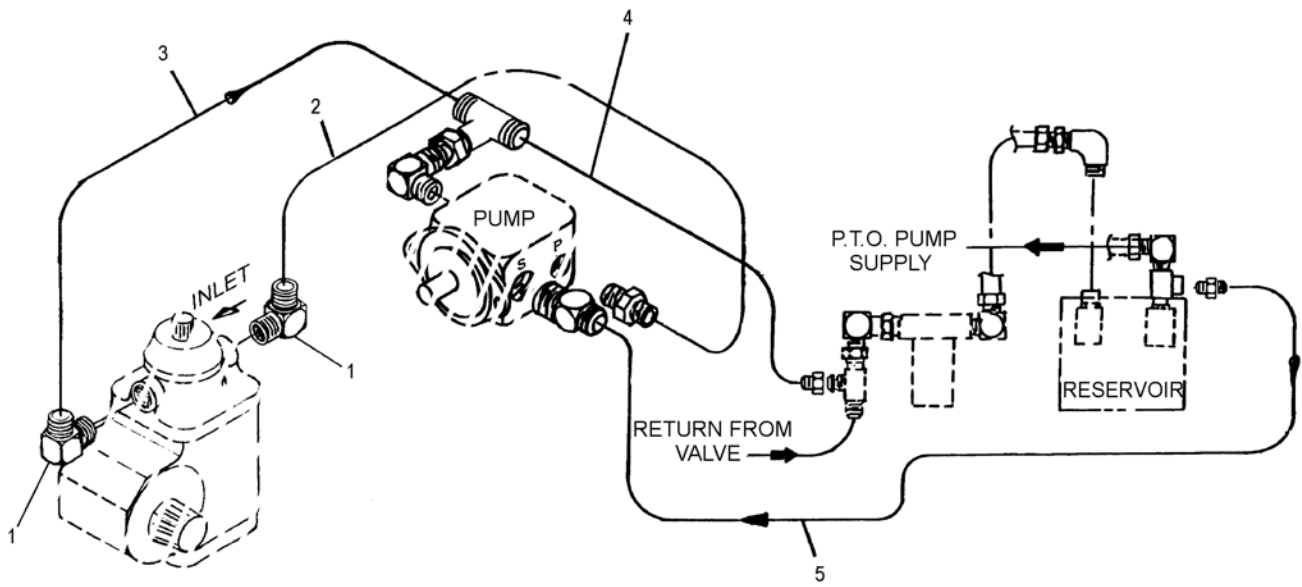 4
3
2
PUMP
P
S
P.T.O. PUMP
SUPPLY
INLET
1
RESERVOIR
RETURN FROM
VALVE
1
5